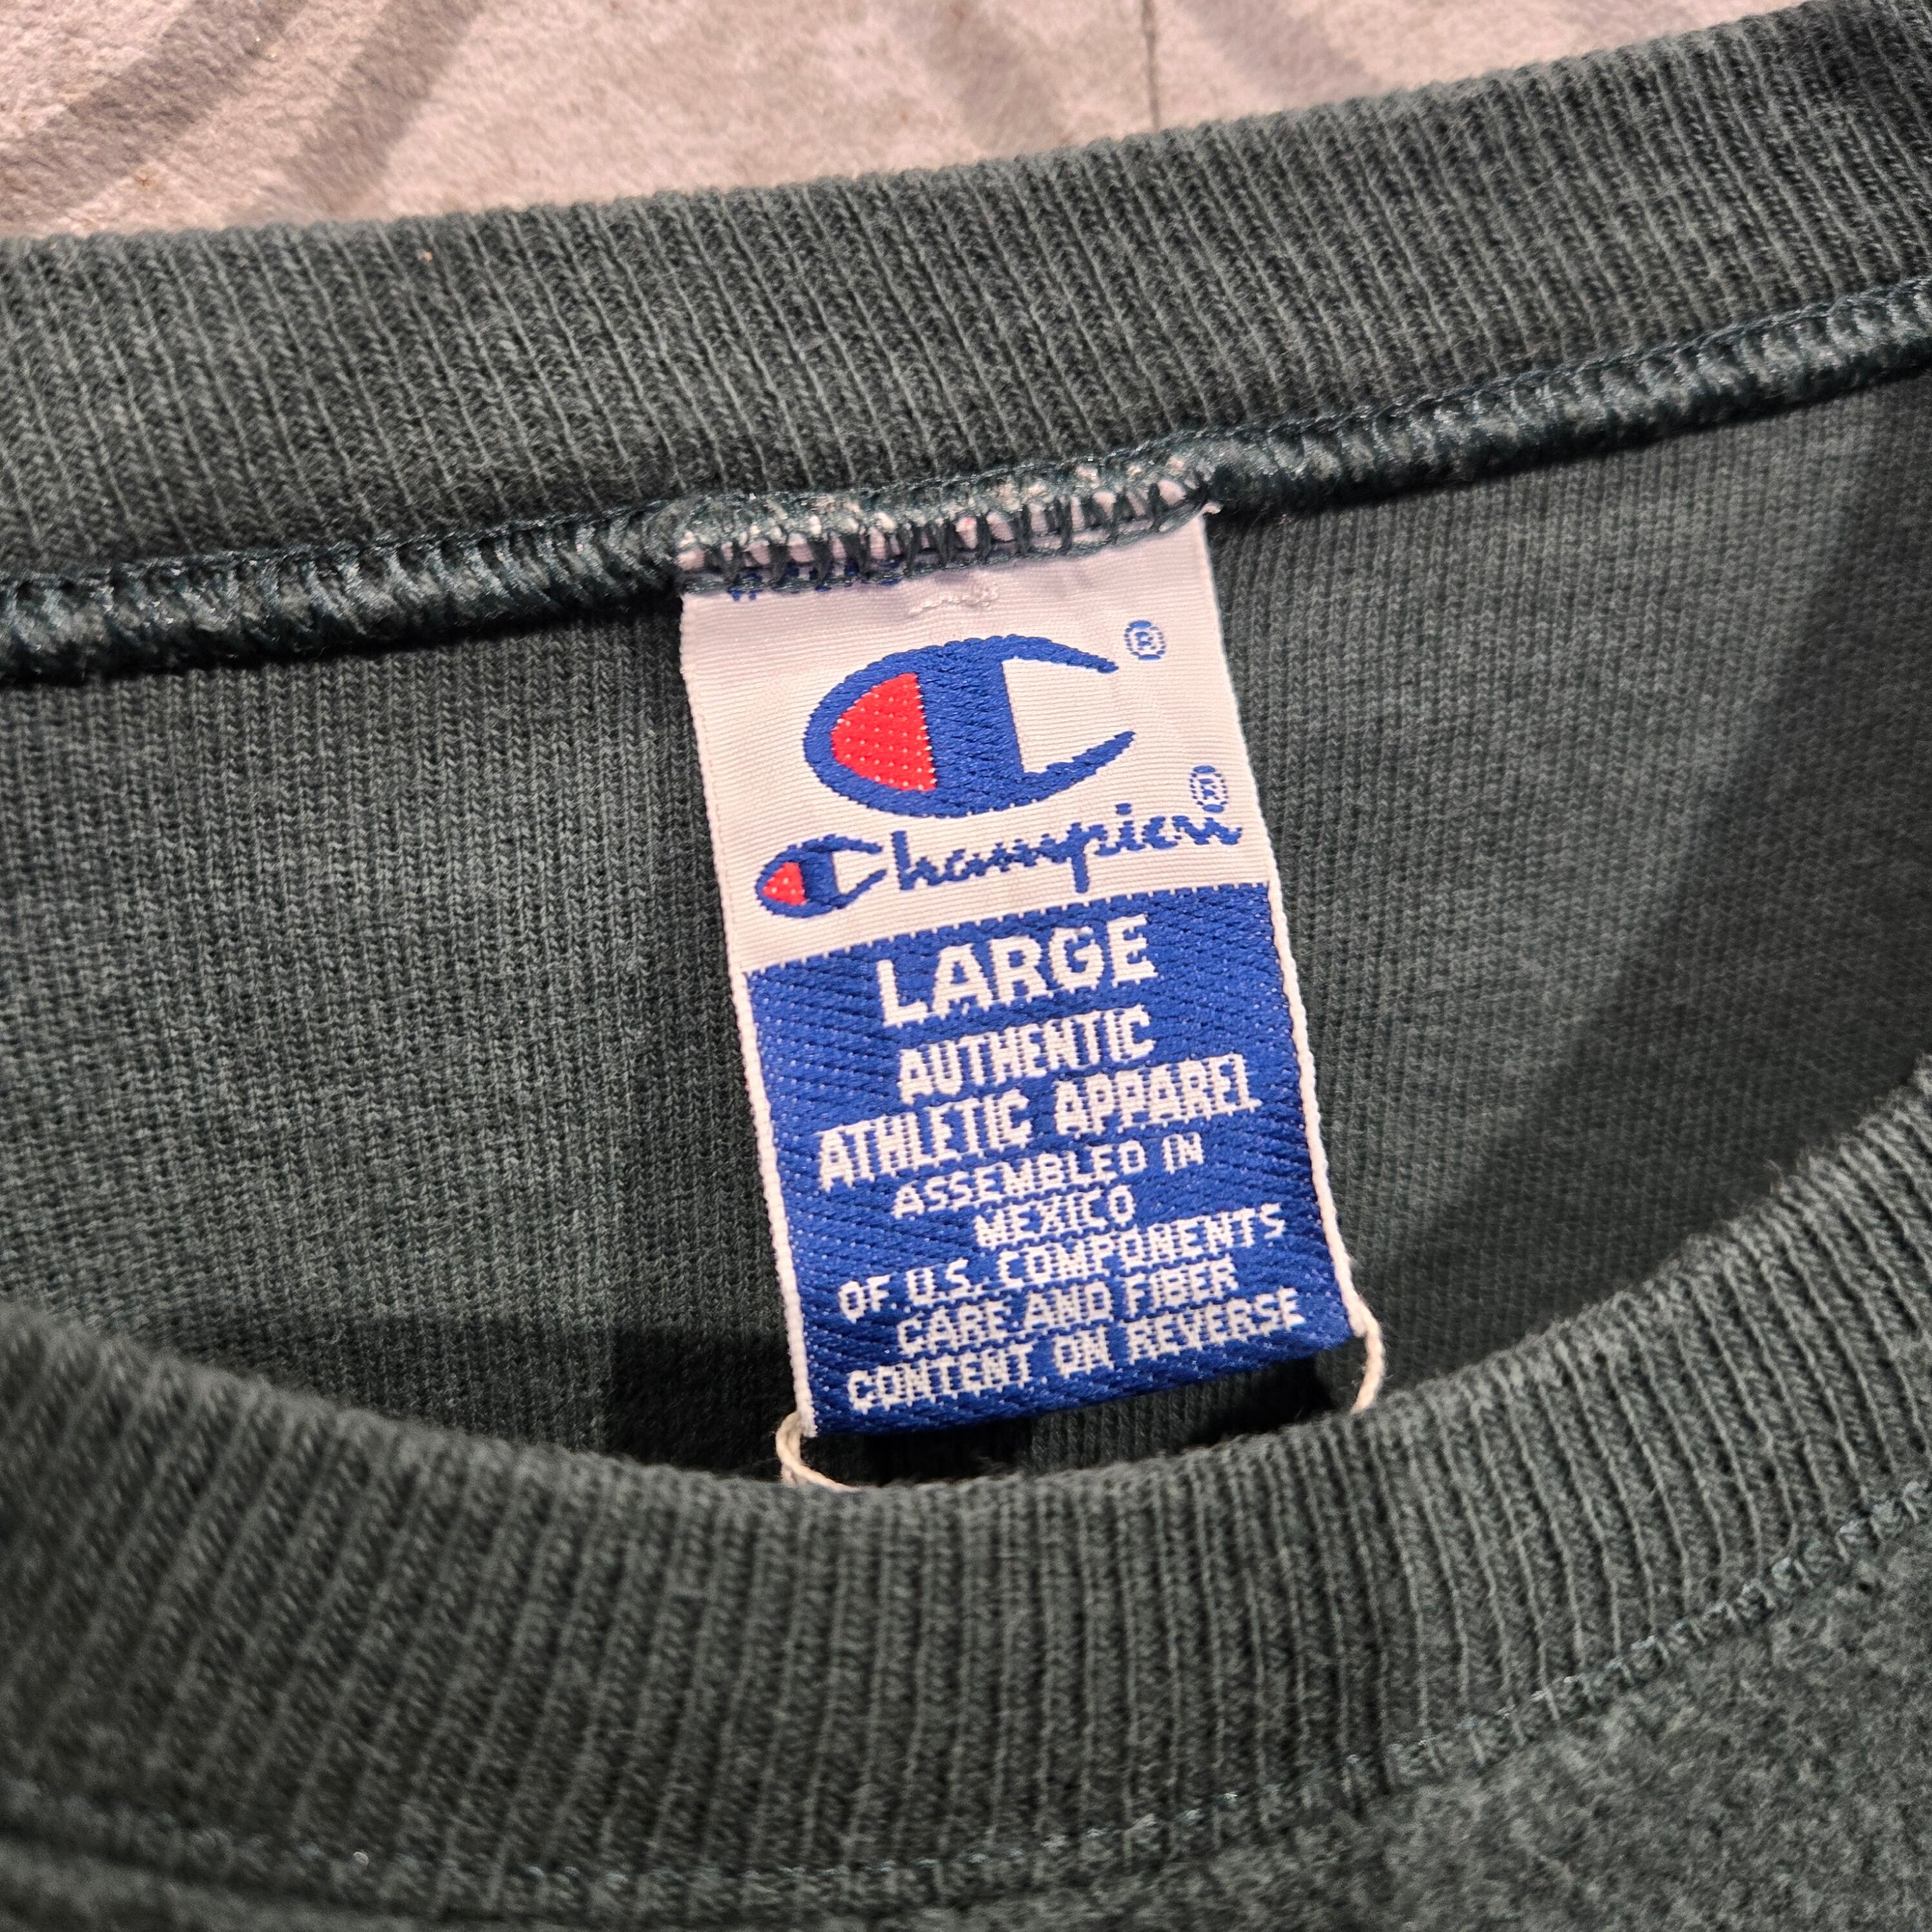 ®
Champion®
LARGE
AUTHENTIC
ATHLETIC APPAREL
ASSEMBLED IN
MEXICO
OF U.S. COMPONENTS
CARE AND FIBER
CONTENT ON REVERSE